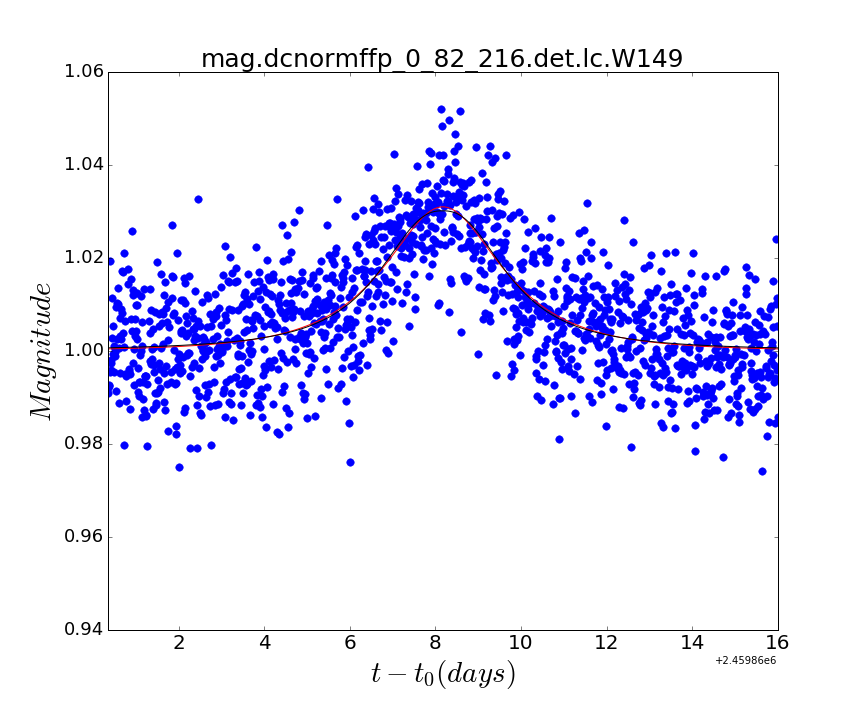 mag.dcnormffp_0_82_216.det.lc.W149
1.06
1.04
1.02
1.00
0.98
0.96
0.94
Magnitude
2 4 6 8 10 12 14 16
+2.45986e6
t − t₀(days)